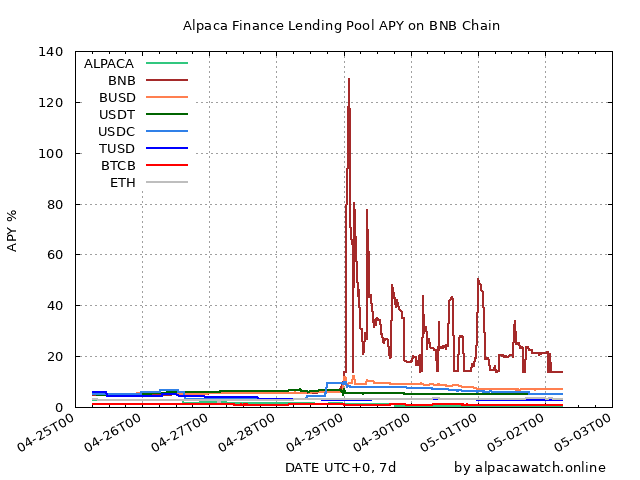 Alpaca Finance Lending Pool APY on BNB Chain
APY %
140
120
100
80
60
40
20
0
ALPACA
BNB
BUSD
USDT
USDC
TUSD
BTCB
ETH
04-25T00
04-26T00
04-27T00
04-28T00
04-29T00
04-30T00
05-01T00
05-02T00
05-03T00
DATE UTC+0, 7d
by alpacawatch.online